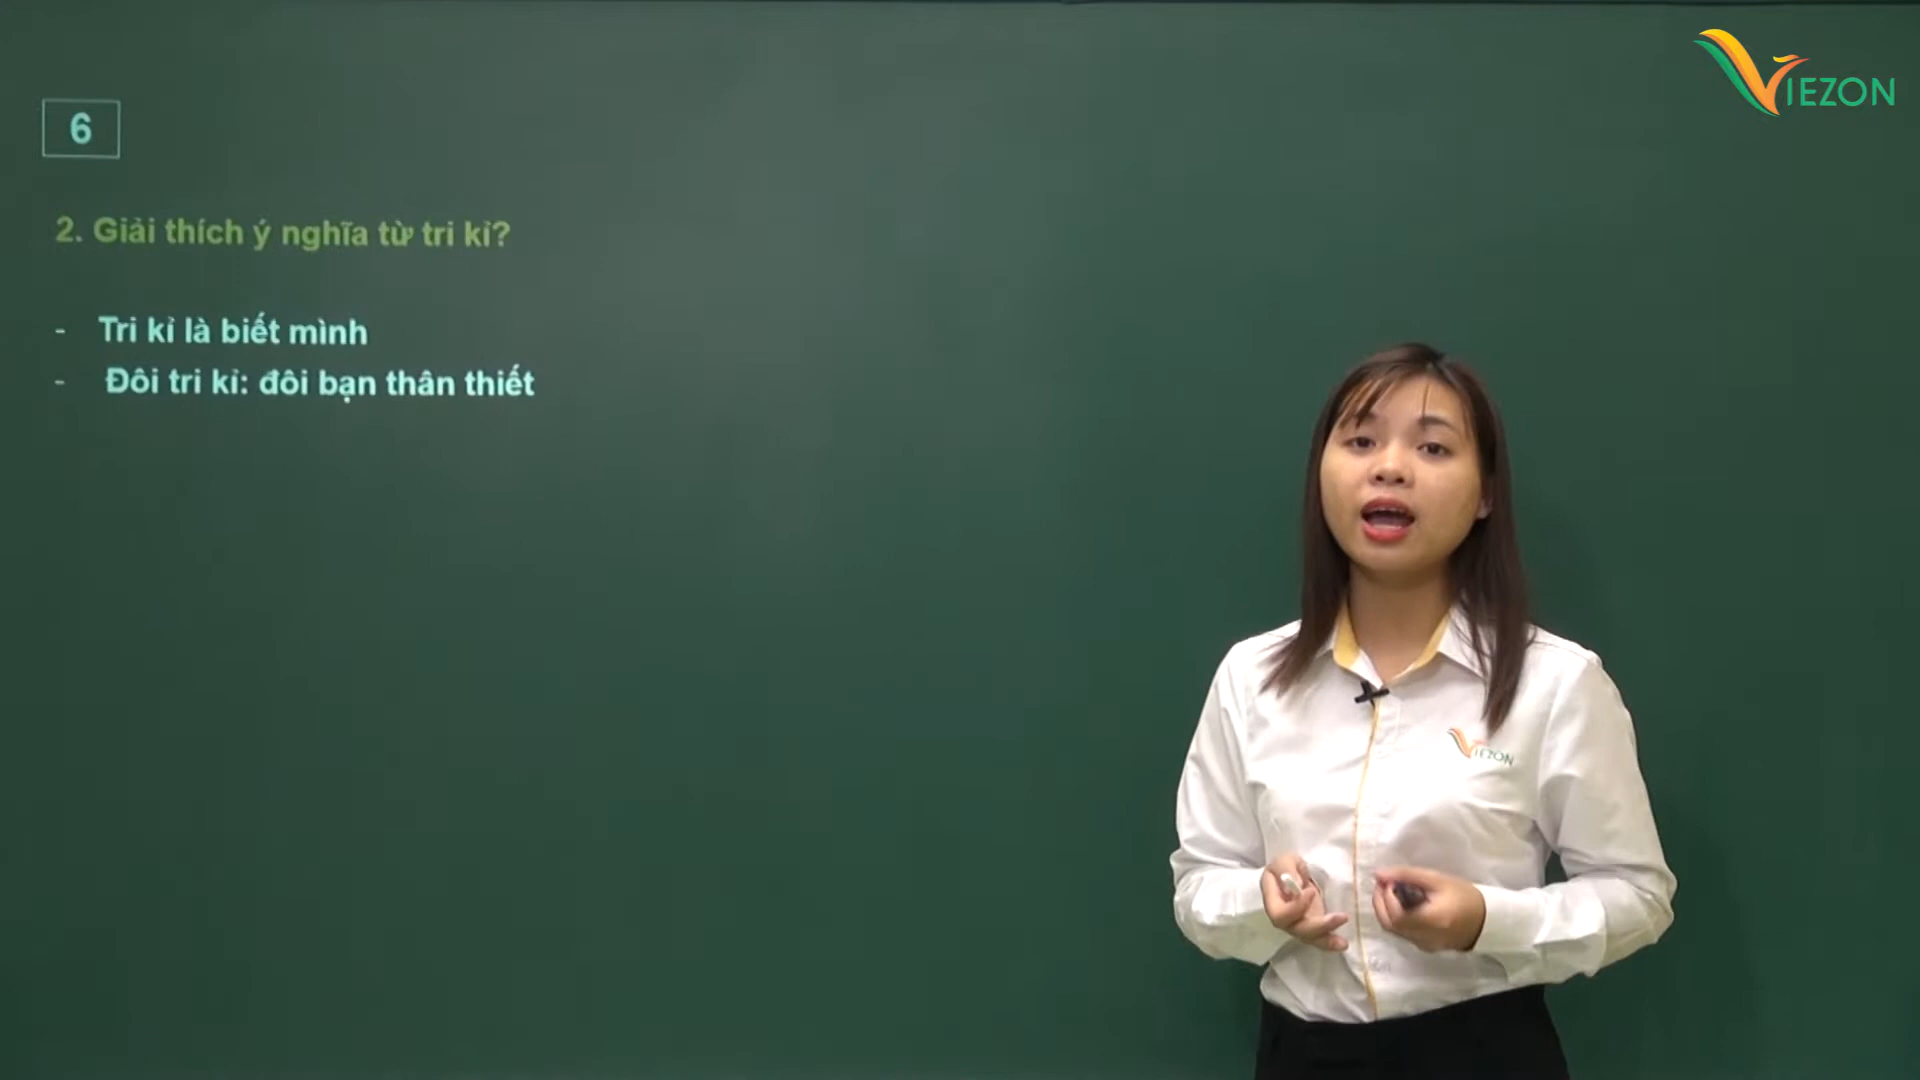 VIEZON
6
2. Giải thích ý nghĩa từ tri kỉ?
- Tri kỉ là biết mình
- Đôi tri kỉ: đôi bạn thân thiết
VIEZON